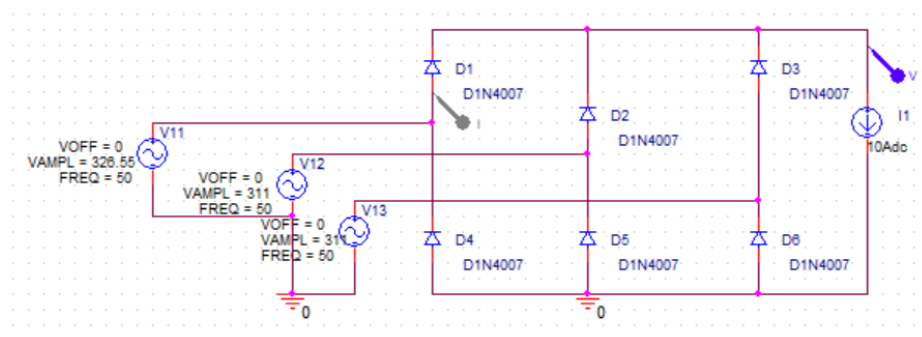 D1
D1N4007
D2
D1N4007
D3
D1N4007
V
I1
10Adc
I
V11
VOFF = 0
VAMPL = 326.55
FREQ = 50
V12
VOFF = 0
VAMPL = 311
FREQ = 50
V13
VOFF = 0
VAMPL = 311
FREQ = 50
D4
D1N4007
D5
D1N4007
D6
D1N4007
0
0